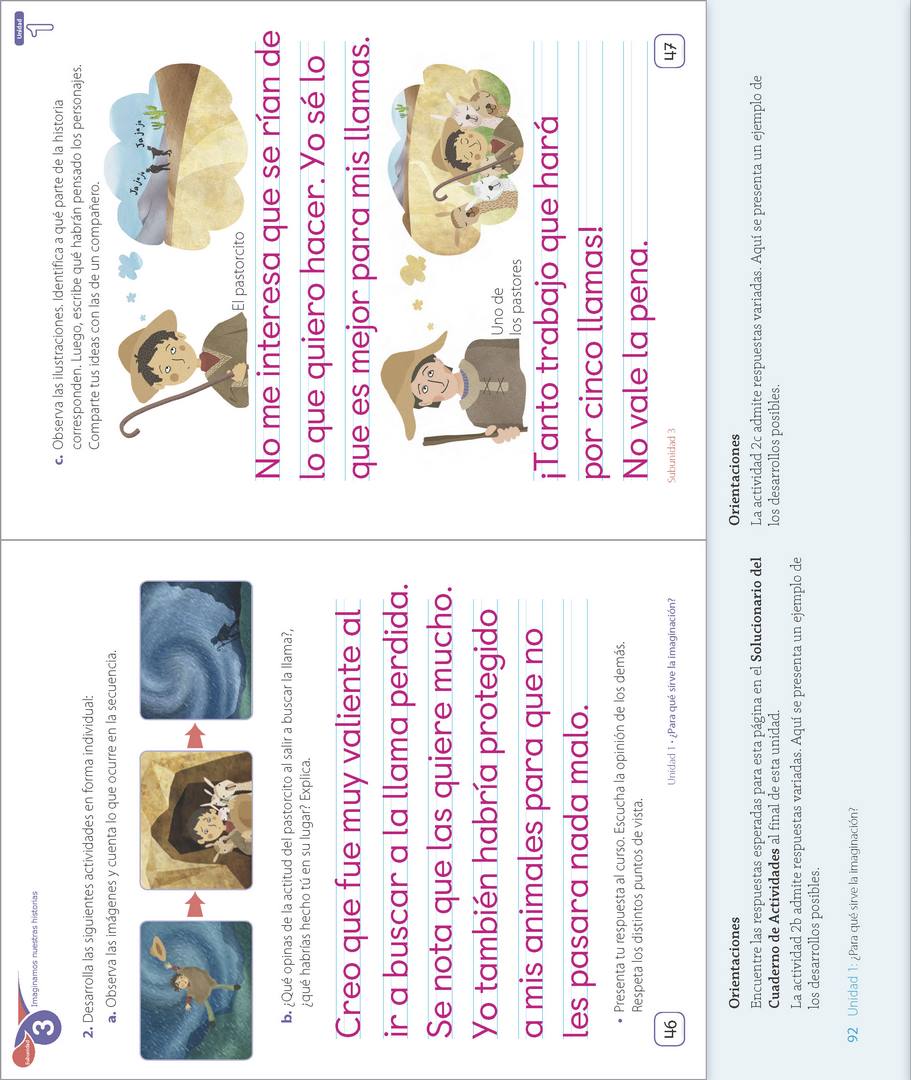 Subunidad
3
Imaginamos nuestras historias
2. Desarrolla las siguientes actividades en forma individual:
a. Observa las imágenes y cuenta lo que ocurre en la secuencia.
b. ¿Qué opinas de la actitud del pastorcito al salir a buscar la llama?,
¿qué habrías hecho tú en su lugar? Explica.
Creo que fue muy valiente al
ir a buscar a la llama perdida.
Se nota que las quiere mucho.
Yo también habría protegido
a mis animales para que no
les pasara nada malo.
• Presenta tu respuesta al curso. Escucha la opinión de los demás.
Respeta los distintos puntos de vista.
46
Unidad 1 • ¿Para qué sirve la imaginación?
Unidad
1
c. Observa las ilustraciones. Identifica a qué parte de la historia
corresponden. Luego, escribe qué habrán pensado los personajes.
Comparte tus ideas con las de un compañero.
Ja ja ja
Ja ja ja
El pastorcito
No me interesa que se rían de
lo que quiero hacer. Yo sé lo
que es mejor para mis llamas.
Uno de
los pastores
¡Tanto trabajo que hará
por cinco llamas!
No vale la pena.
Subunidad 3
47
Orientaciones
Encuentre las respuestas esperadas para esta página en el Solucionario del
Cuaderno de Actividades al final de esta unidad.
La actividad 2b admite respuestas variadas. Aquí se presenta un ejemplo de
los desarrollos posibles.
Orientaciones
La actividad 2c admite respuestas variadas. Aquí se presenta un ejemplo de
los desarrollos posibles.
92 Unidad 1: ¿Para qué sirve la imaginación?